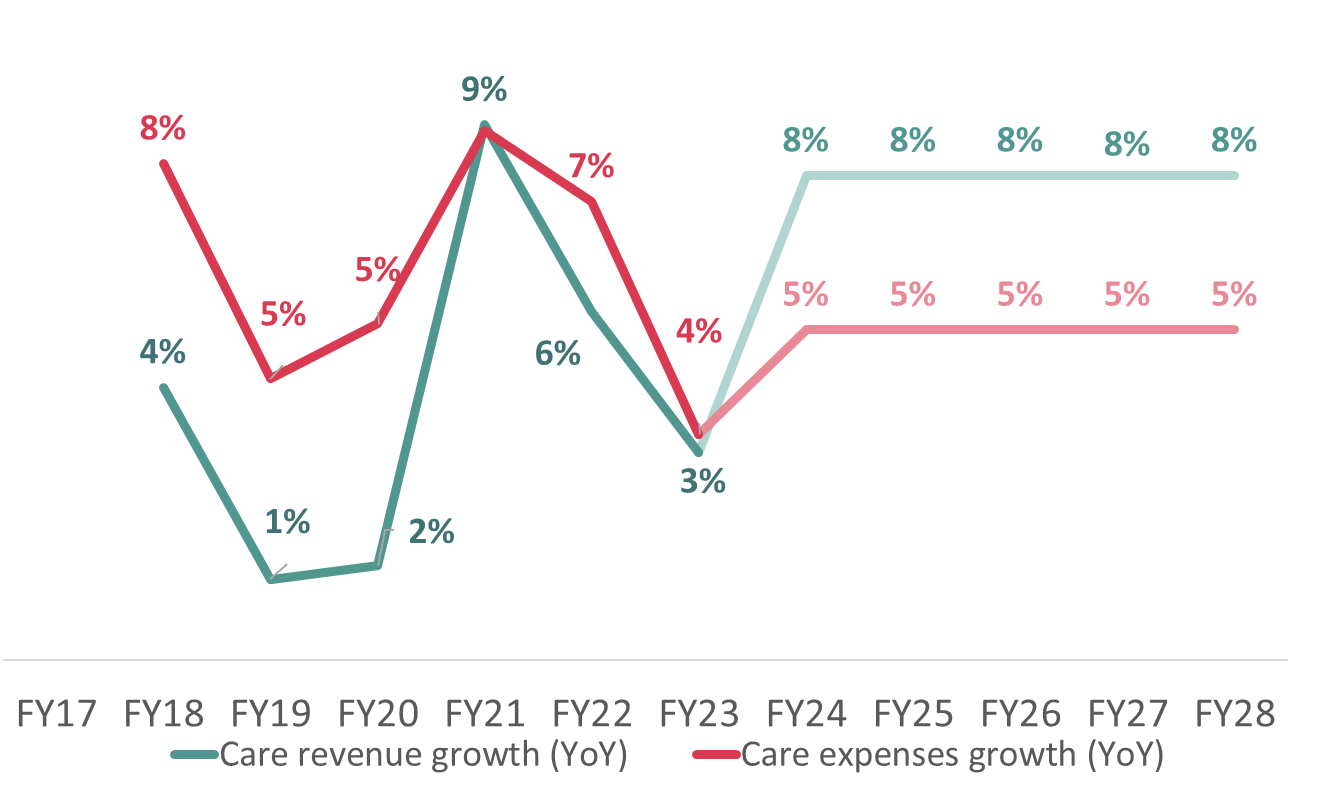 9%
8%
7%
5%
5%
4%
4%
6%
1%
2%
3%
8% 8% 8% 8% 8%
5% 5% 5% 5% 5%
FY17 FY18 FY19 FY20 FY21 FY22 FY23 FY24 FY25 FY26 FY27 FY28
Care revenue growth (YoY) Care expenses growth (YoY)